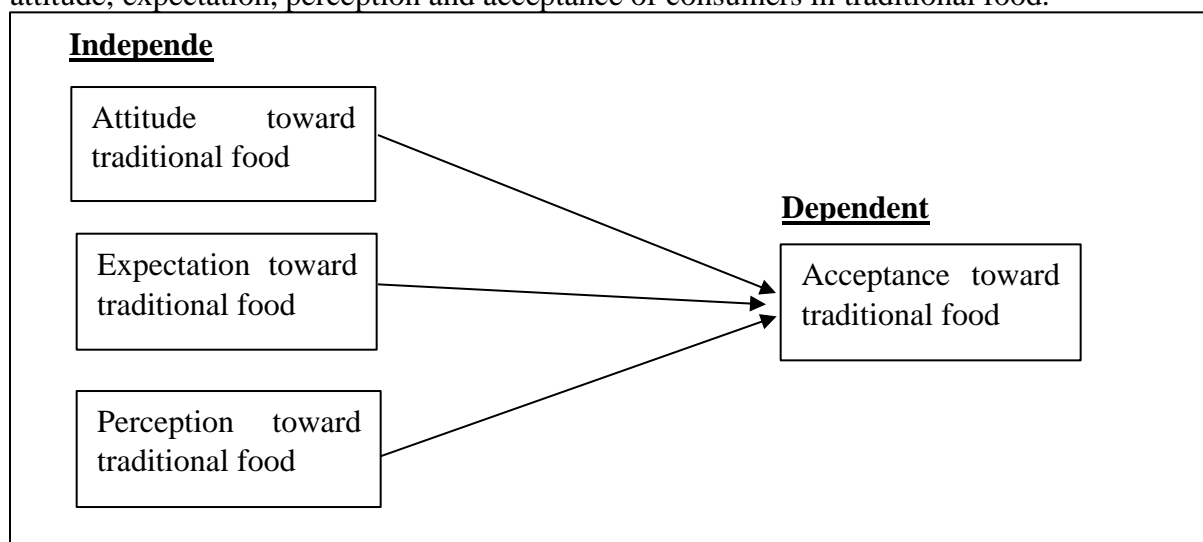 attitude, expectation, perception and acceptance of consumers in traditional food.
Independe
Attitude toward
traditional food
Expectation toward
traditional food
Perception toward
traditional food
Dependent
Acceptance toward
traditional food